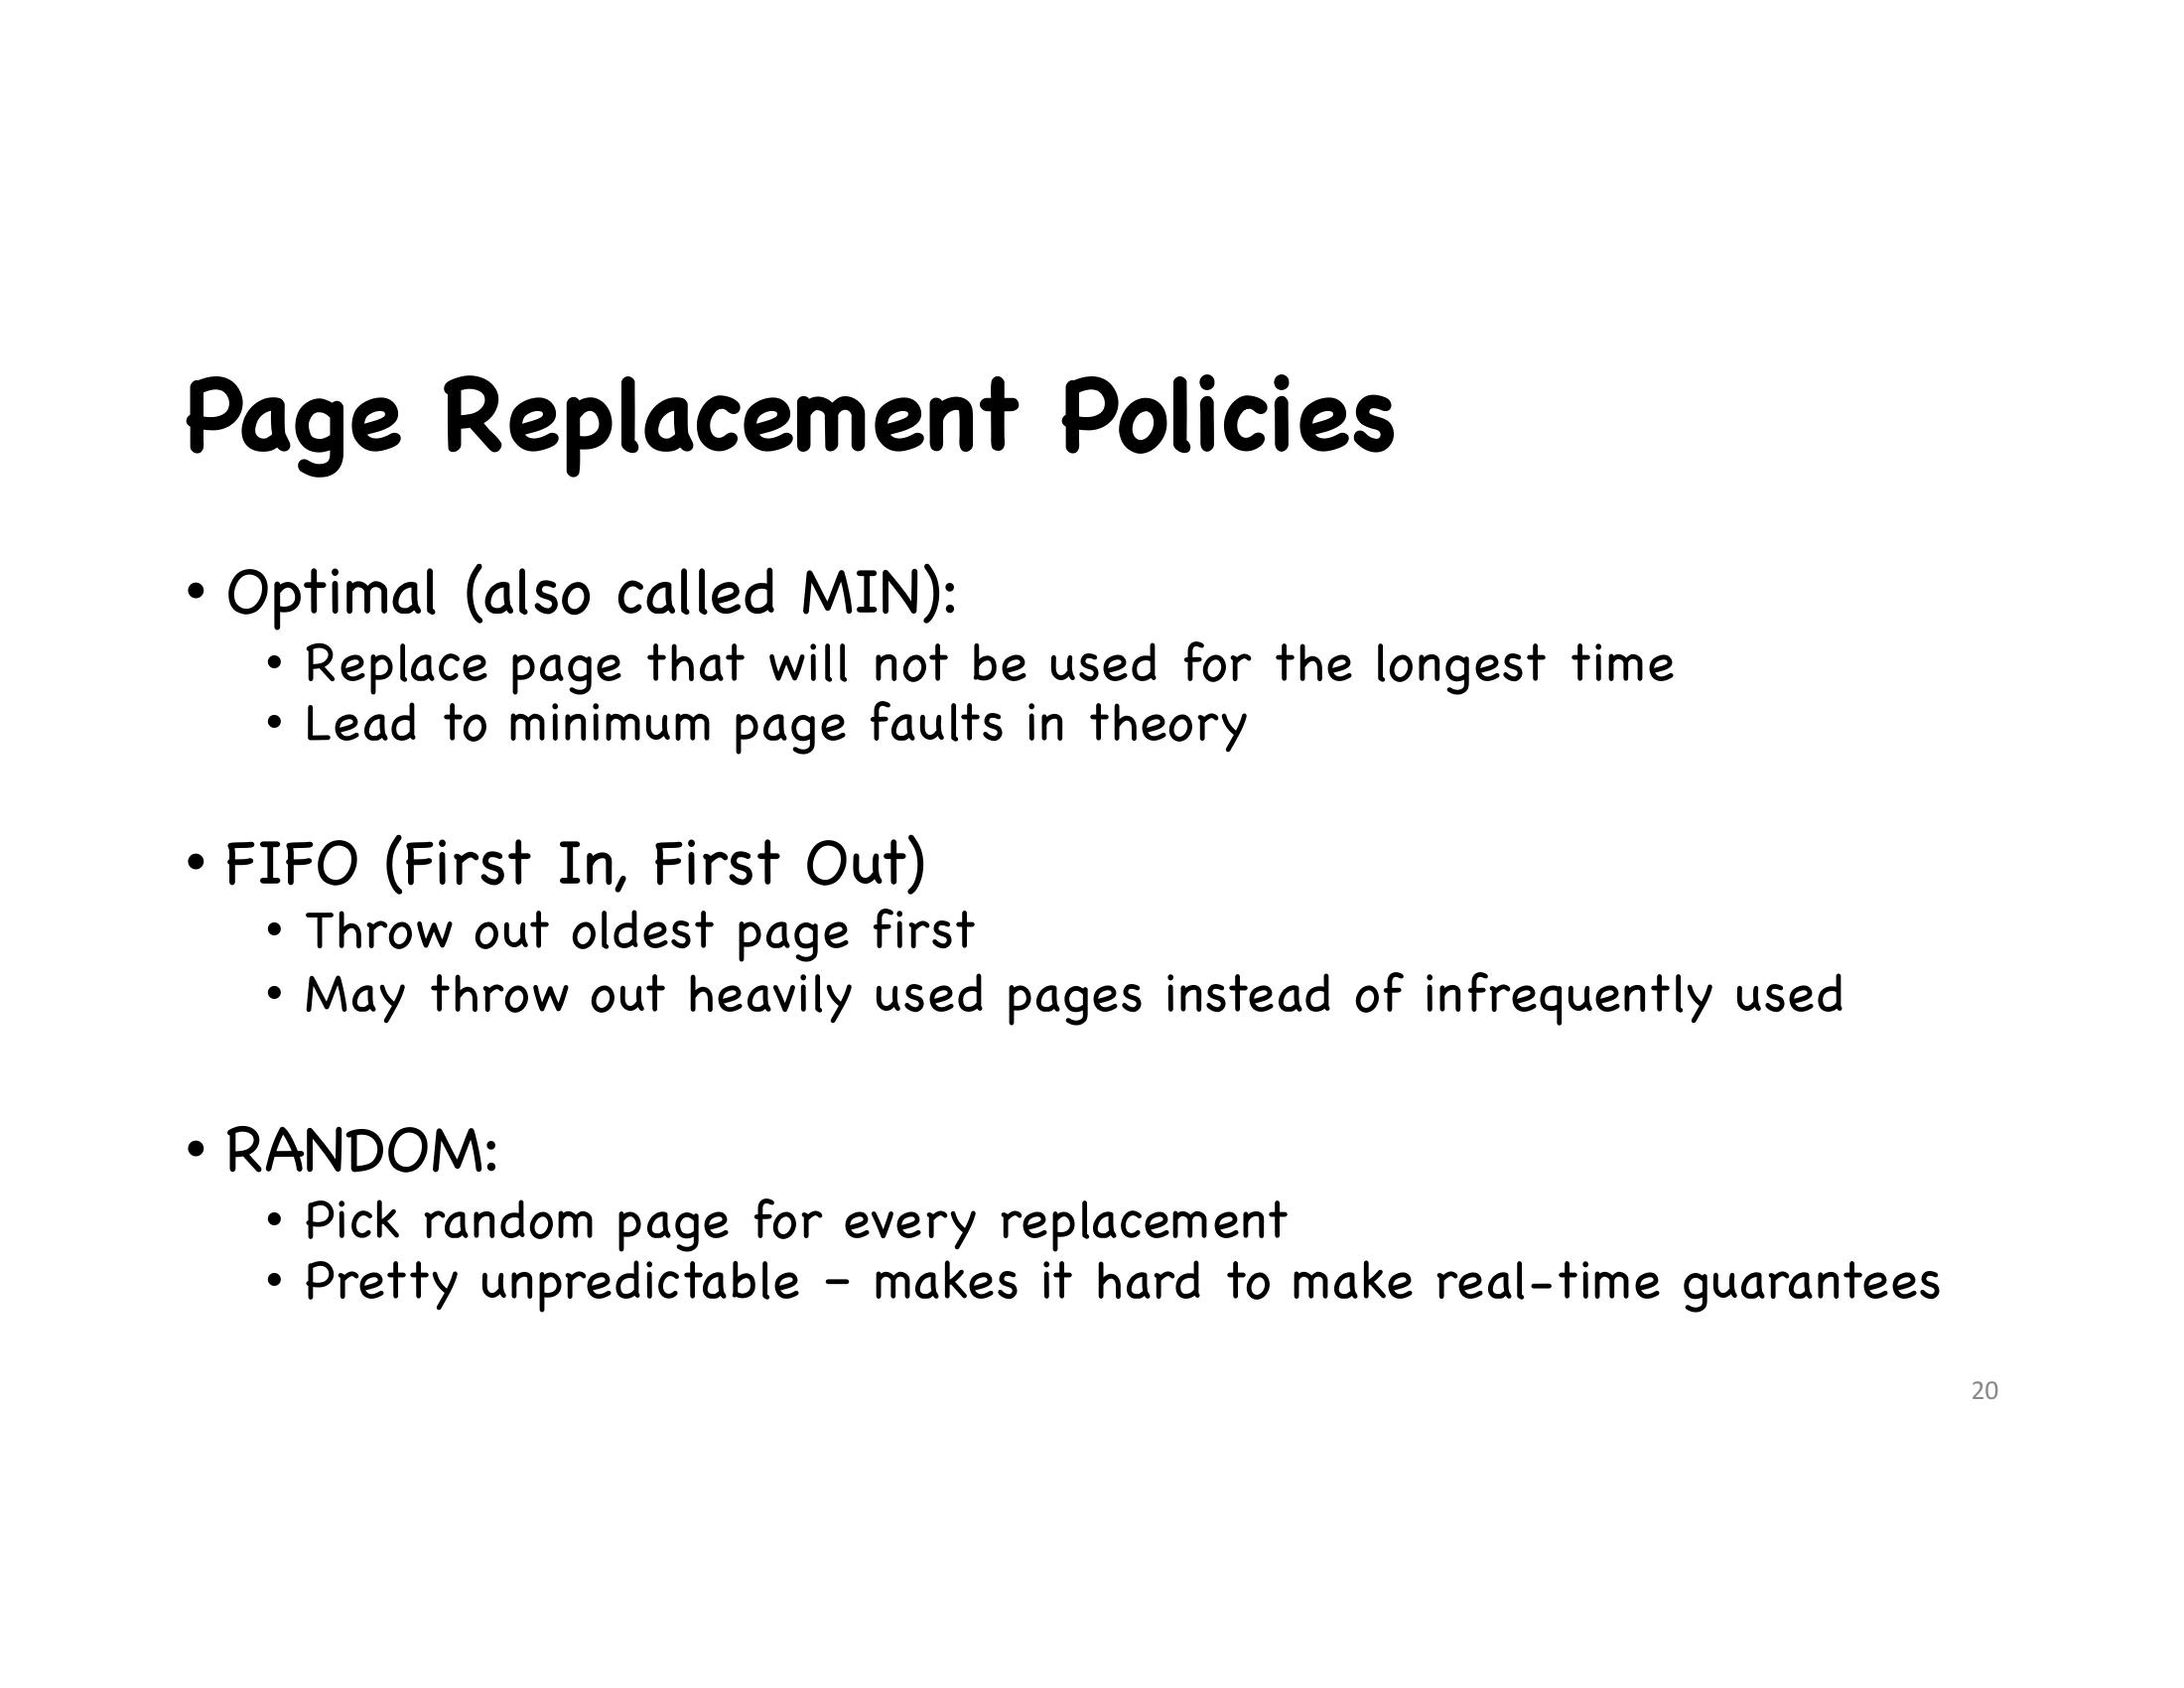 Page Replacement Policies
• Optimal (also called MIN):
• Replace page that will not be used for the longest time
• Lead to minimum page faults in theory
• FIFO (First In, First Out)
• Throw out oldest page first
• May throw out heavily used pages instead of infrequently used
• RANDOM:
• Pick random page for every replacement
• Pretty unpredictable – makes it hard to make real-time guarantees
20